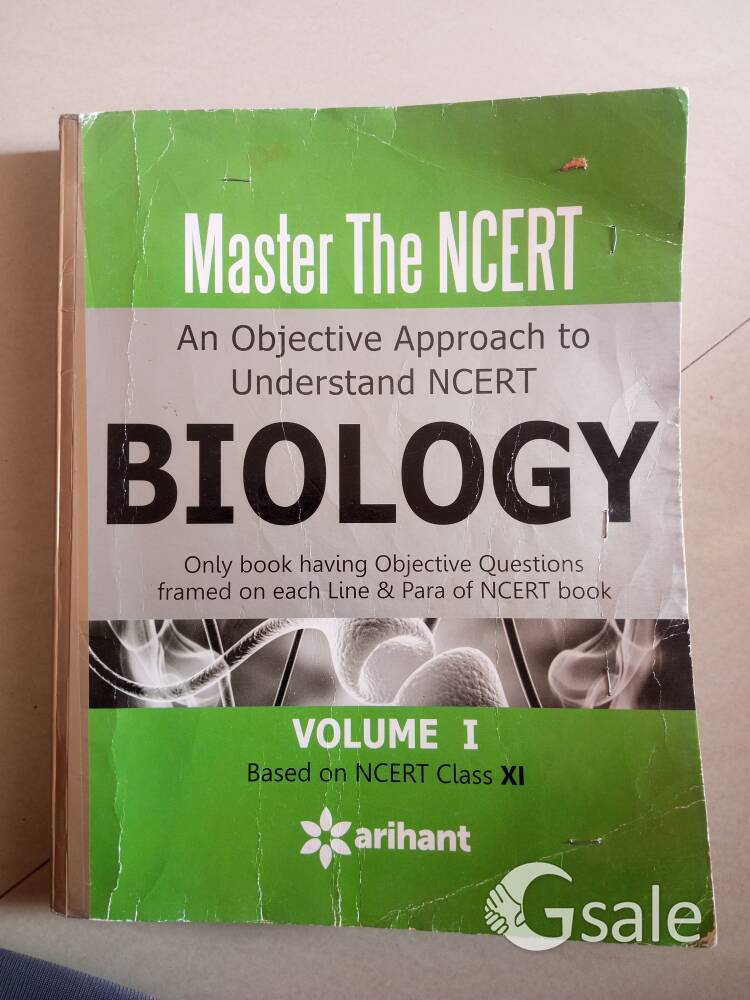 Master The NCERT
An Objective Approach to
Understand NCERT
BIOLOGY
Only book having Objective Questions
framed on each Line & Para of NCERT book
VOLUME I
Based on NCERT Class XI
arihant
Gsale